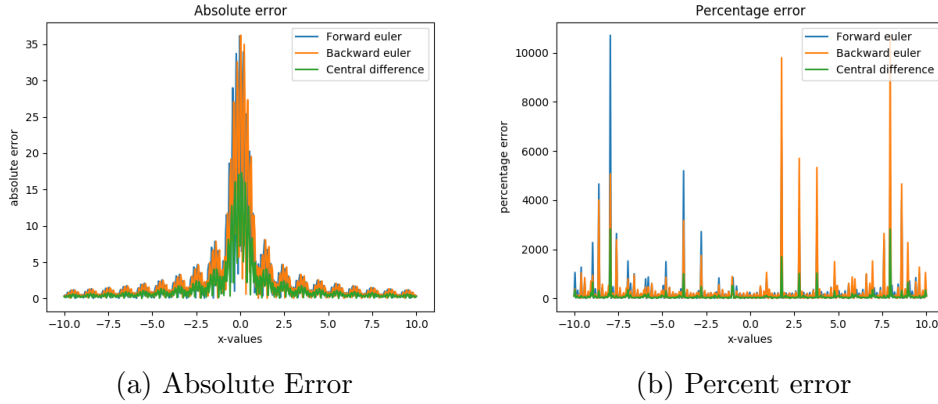 Absolute error
absolute error
35
30
25
20
15
10
5
0
Forward euler
Backward euler
Central difference
−10.0 −7.5 −5.0 −2.5 0.0 2.5 5.0 7.5 10.0
x-values
(a) Absolute Error
Percentage error
percentage error
10000
8000
6000
4000
2000
0
Forward euler
Backward euler
Central difference
−10.0 −7.5 −5.0 −2.5 0.0 2.5 5.0 7.5 10.0
x-values
(b) Percent error